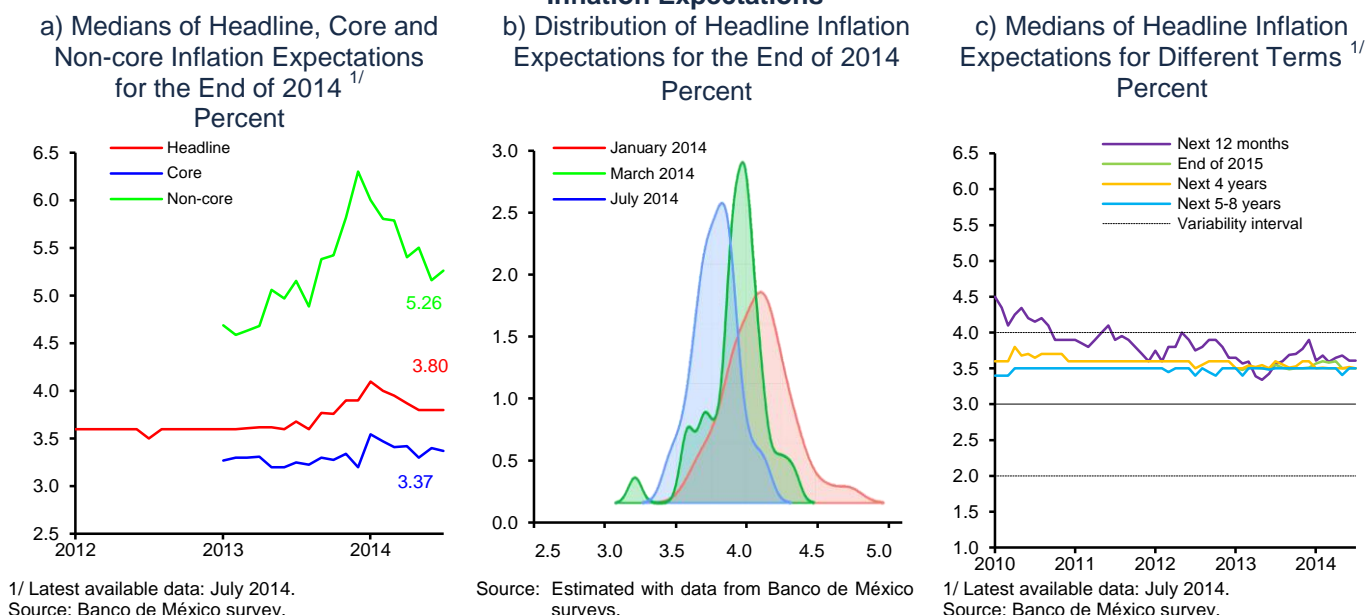 Inflation Expectations
a) Medians of Headline, Core and
Non-core Inflation Expectations
for the End of 2014 1/
Percent
6.5
6.0
5.5
5.0
4.5
4.0
3.5
3.0
2.5
2012
2013
2014
Headline
Core
Non-core
5.26
3.80
3.37
1/ Latest available data: July 2014.
Source: Banco de México survey.
b) Distribution of Headline Inflation
Expectations for the End of 2014
Percent
3.0
2.5
2.0
1.5
1.0
0.5
0.0
2.5
3.0
3.5
4.0
4.5
5.0
January 2014
March 2014
July 2014
Source: Estimated with data from Banco de México
surveys.
c) Medians of Headline Inflation
Expectations for Different Terms 1/
Percent
6.5
6.0
5.5
5.0
4.5
4.0
3.5
3.0
2.5
2.0
1.5
1.0
2010
2011
2012
2013
2014
Next 12 months
End of 2015
Next 4 years
Next 5-8 years
Variability interval
1/ Latest available data: July 2014.
Source: Banco de México survey.